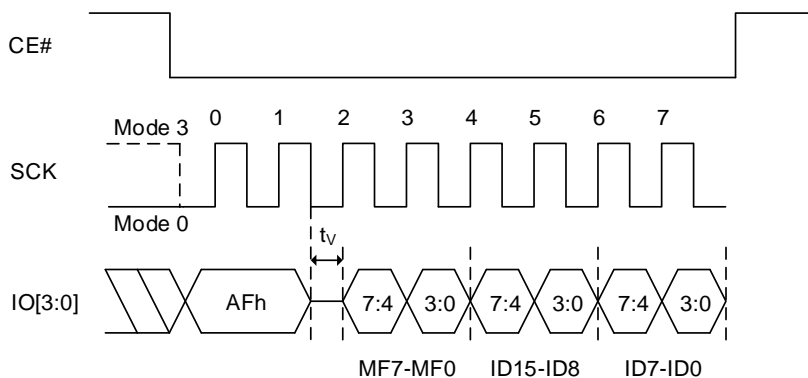 CE#
Mode 3
0 1 2 3 4 5 6 7
SCK
Mode 0
tV
IO[3:0]
AFh 7:4 3:0 7:4 3:0 7:4 3:0
MF7-MF0 ID15-ID8 ID7-ID0